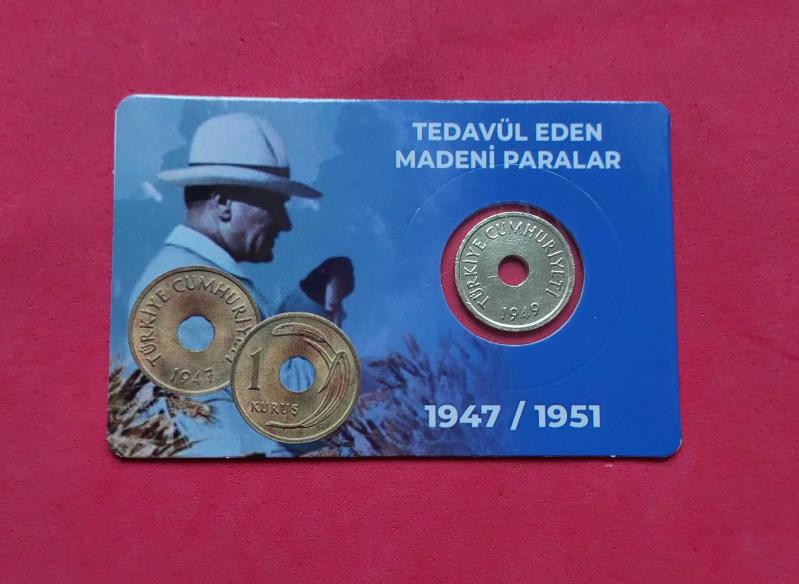 TEDAVÜL EDEN
MADENİ PARALAR
TÜRKİYE CUMHURİYETİ
1949
TÜRKİYE CUMHURİYETİ
1947
1
KURUŞ
1947 / 1951